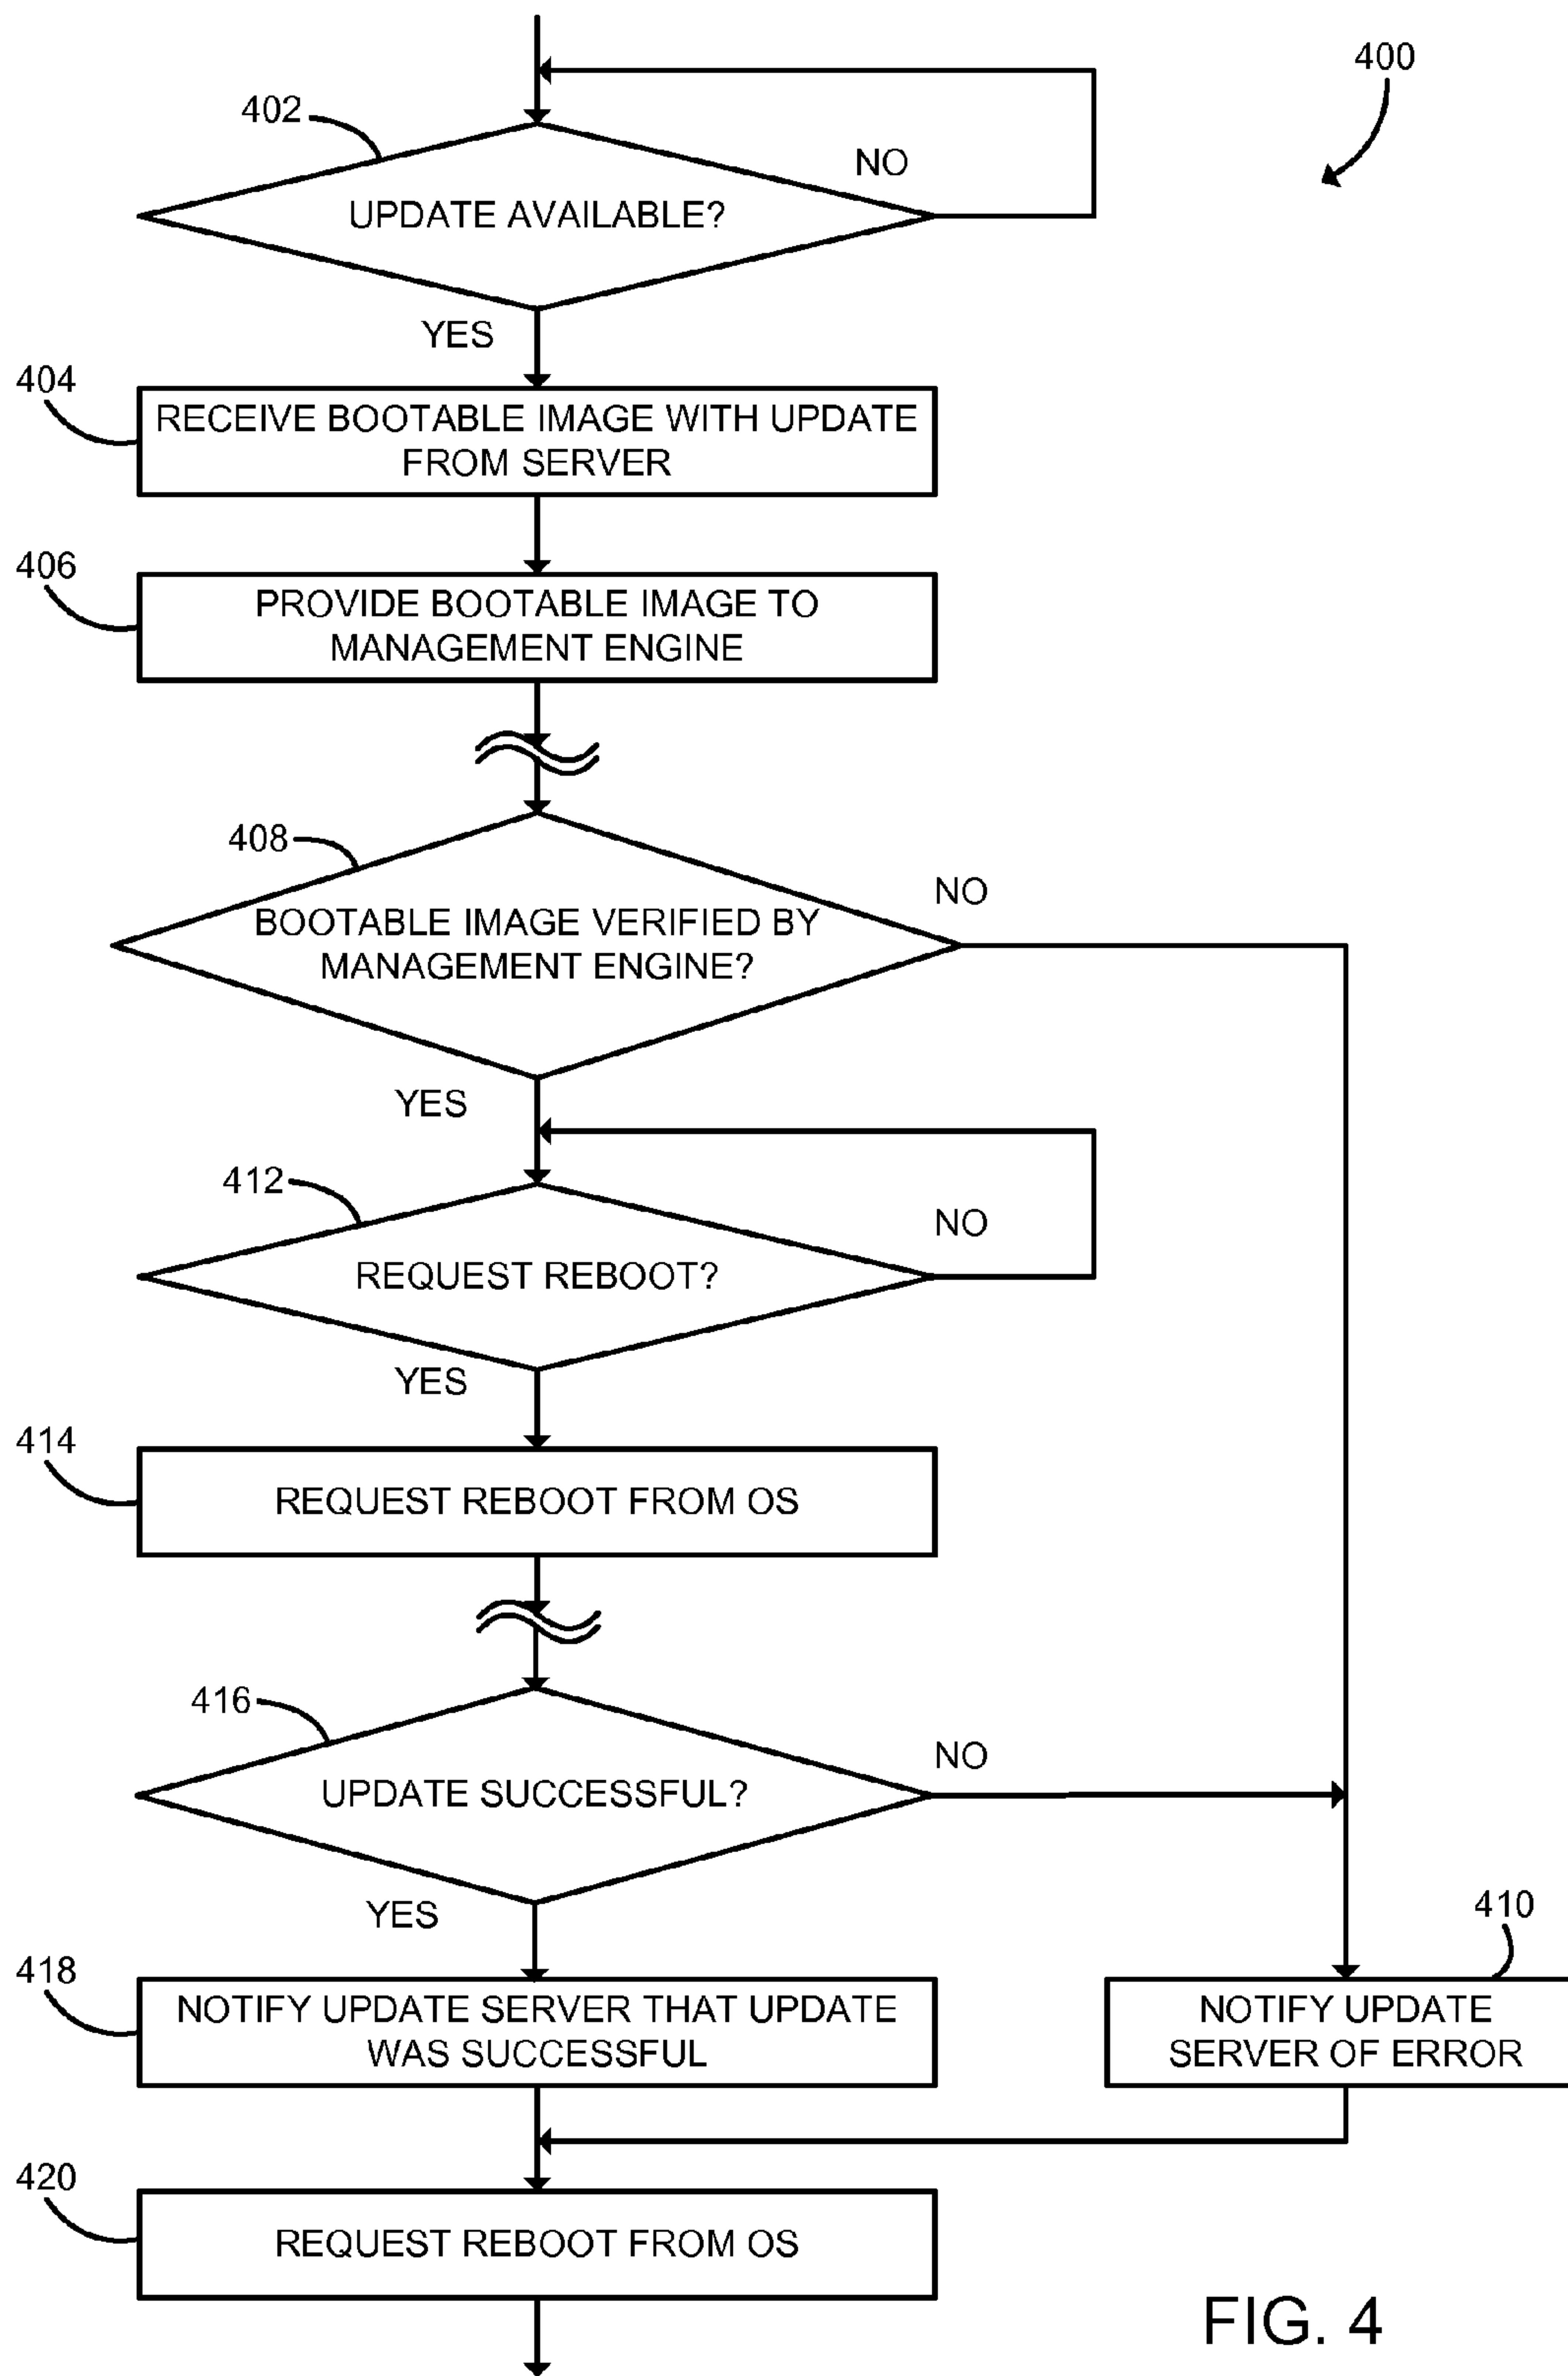 400
402
NO
UPDATE AVAILABLE?
YES
404
RECEIVE BOOTABLE IMAGE WITH UPDATE
FROM SERVER
406
PROVIDE BOOTABLE IMAGE TO
MANAGEMENT ENGINE
408
NO
BOOTABLE IMAGE VERIFIED BY
MANAGEMENT ENGINE?
YES
412
NO
REQUEST REBOOT?
YES
414
REQUEST REBOOT FROM OS
416
NO
UPDATE SUCCESSFUL?
YES
410
418
NOTIFY UPDATE SERVER THAT UPDATE
WAS SUCCESSFUL
NOTIFY UPDATE
SERVER OF ERROR
420
REQUEST REBOOT FROM OS
FIG. 4